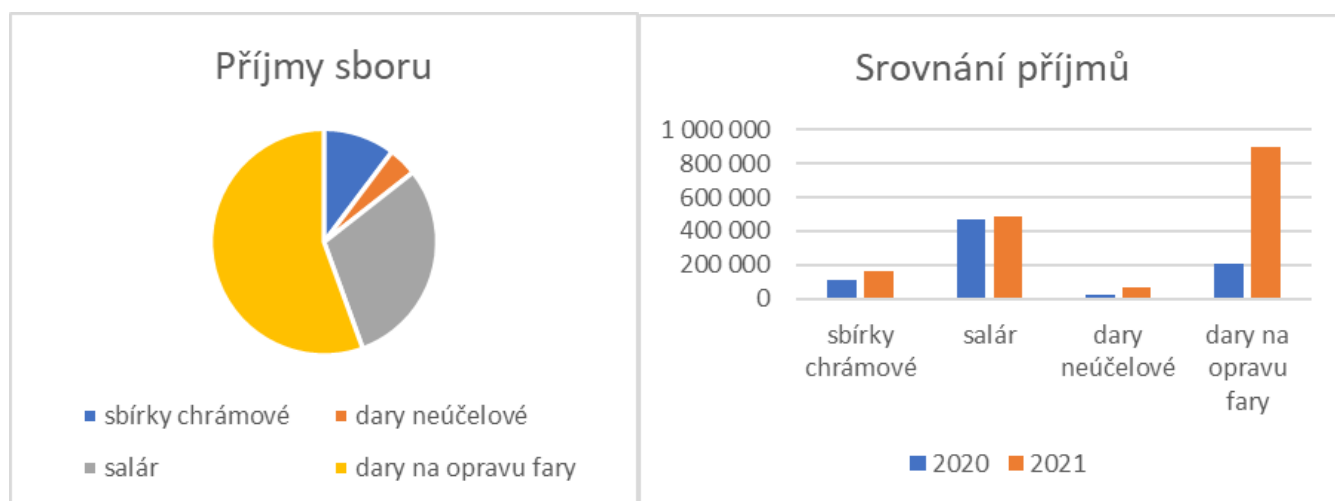 Příjmy sboru
sbírky chrámové
dary neúčelové
salár
dary na opravu fary
Srovnání příjmů
1 000 000
800 000
600 000
400 000
200 000
0
sbírky
chrámové
salár
dary
neúčelové
dary na
opravu
fary
2020
2021